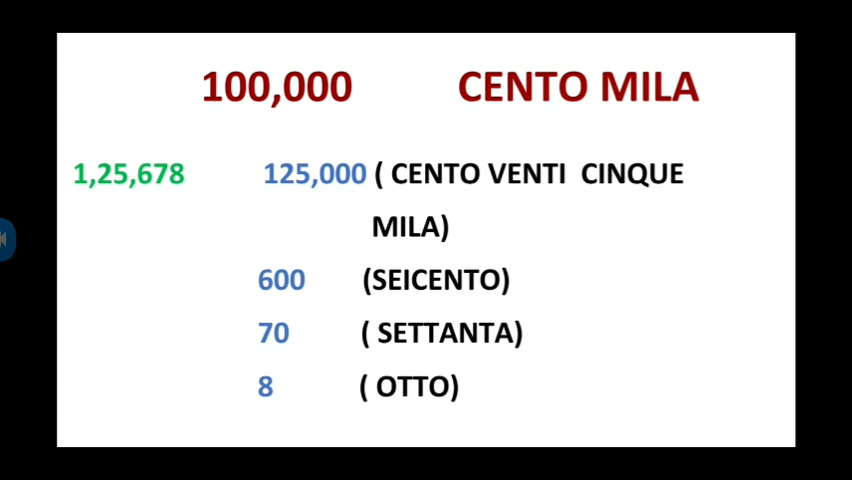 100,000 CENTO MILA
1,25,678 125,000 ( CENTO VENTI CINQUE
MILA)
600 (SEICENTO)
70 ( SETTANTA)
8 ( OTTO)